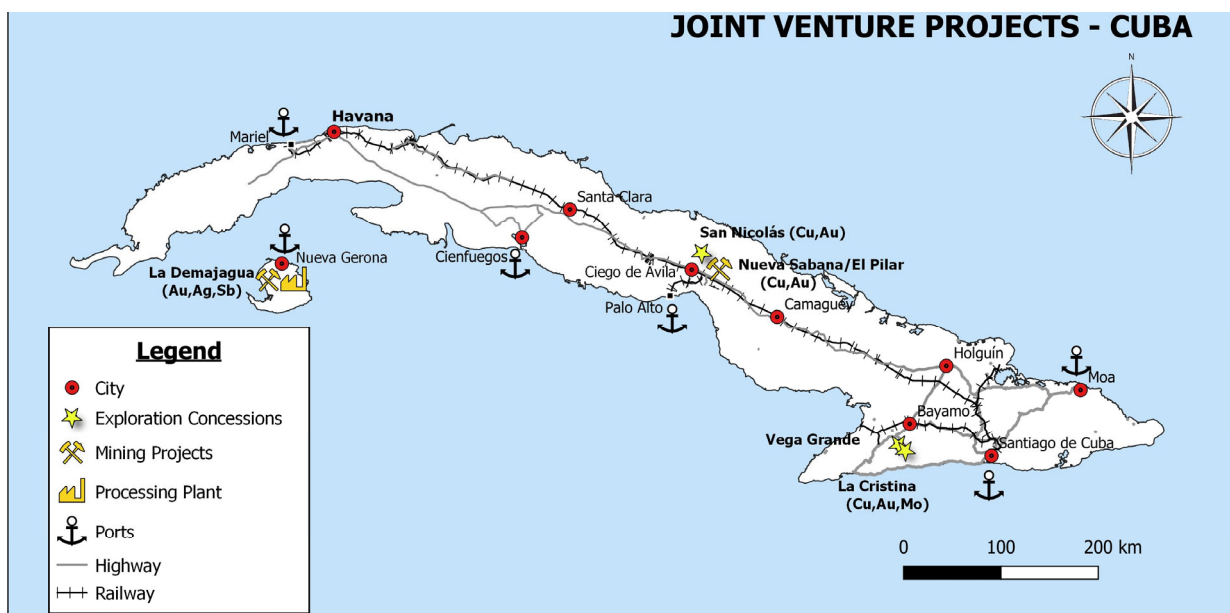 JOINT VENTURE PROJECTS - CUBA
N
Havana
Mariel
Santa Clara
San Nicolás (Cu,Au)
Nueva Gerona
Cienfuegos
Ciego de Ávila
Nueva Sabana/El Pilar
(Cu,Au)
La Demajagua
(Au,Ag,Sb)
Palo Alto
Camagüey
Holguín
Moa
Bayamo
Vega Grande
Santiago de Cuba
La Cristina
(Cu,Au,Mo)
Legend
City
Exploration Concessions
Mining Projects
Processing Plant
Ports
Highway
Railway
0 100 200 km